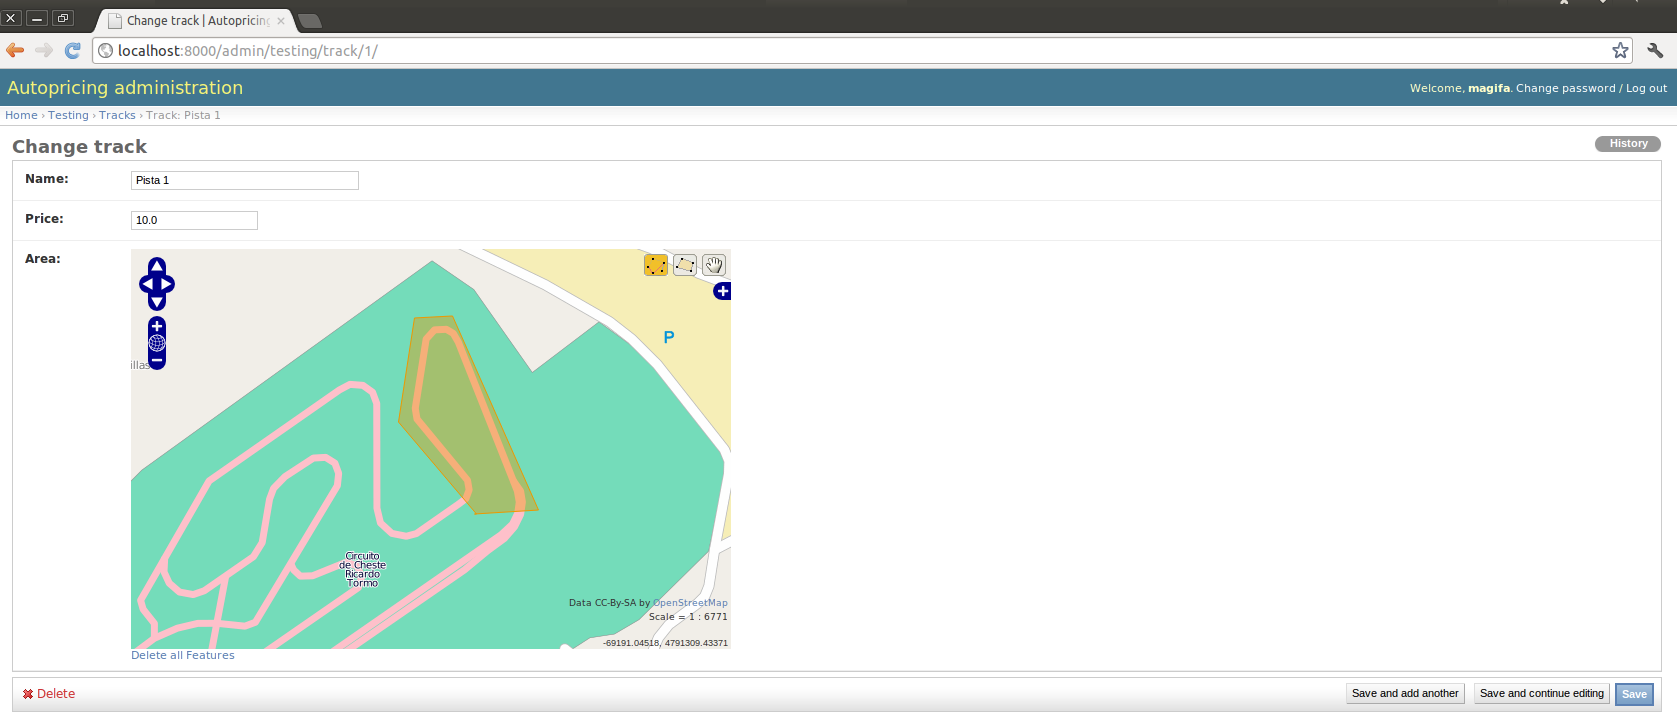 Change track | Autopricing
localhost:8000/admin/testing/track/1/
Autopricing administration
Welcome, magifa. Change password / Log out
Home › Testing › Tracks › Track: Pista 1
Change track
History
Name:
Pista 1
Price:
10.0
Area:
P
illas
Circuito
de Cheste
Ricardo
Tormo
Data CC-By-SA by OpenStreetMap
Scale = 1 : 6771
-69191.04518, 4791309.43371
Delete all Features
Delete
Save and add another
Save and continue editing
Save